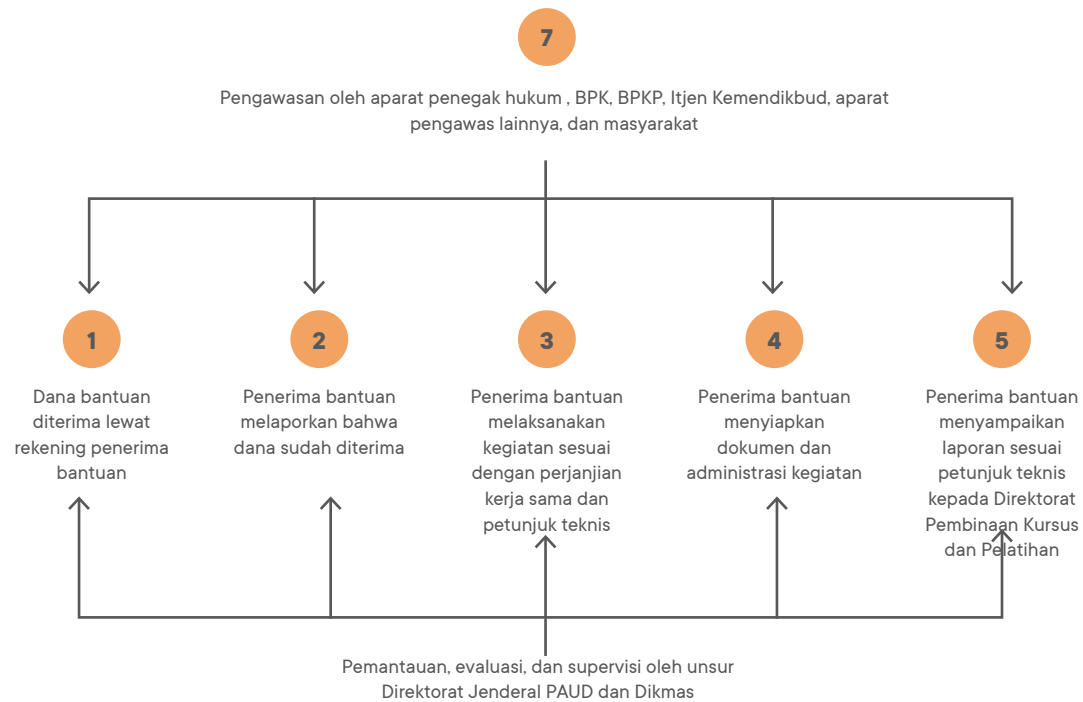 7
Pengawasan oleh aparat penegak hukum , BPK, BPKP, Itjen Kemendikbud, aparat
pengawas lainnya, dan masyarakat
1
Dana bantuan
diterima lewat
rekening penerima
bantuan
2
Penerima bantuan
melaporkan bahwa
dana sudah diterima
3
Penerima bantuan
melaksanakan
kegiatan sesuai
dengan perjanjian
kerja sama dan
petunjuk teknis
4
Penerima bantuan
menyiapkan
dokumen dan
administrasi kegiatan
5
Penerima bantuan
menyampaikan
laporan sesuai
petunjuk teknis
kepada Direktorat
Pembinaan Kursus
dan Pelatihan
Pemantauan, evaluasi, dan supervisi oleh unsur
Direktorat Jenderal PAUD dan Dikmas